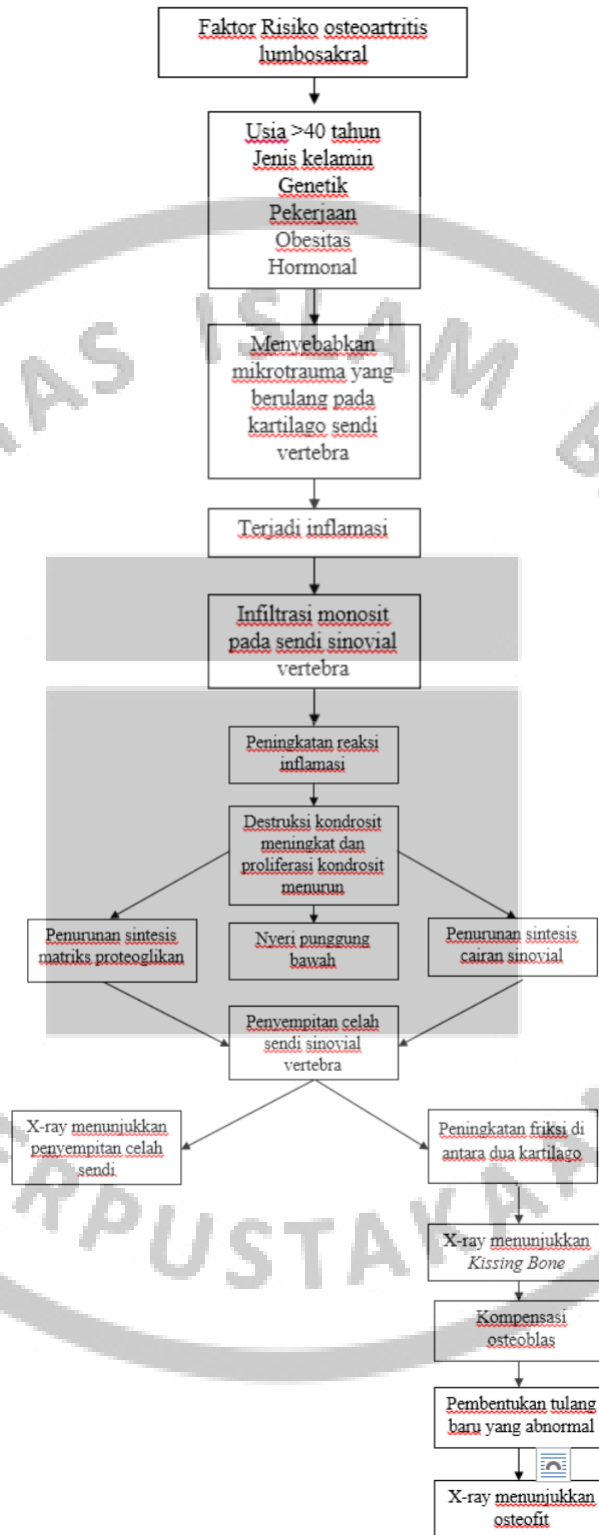 Faktor Risiko osteoartritis
lumbosakral
Usia >40 tahun
Jenis kelamin
Genetik
Pekerjaan
Obesitas
Hormonal
Menyebabkan
mikrotrauma yang
berulang pada
kartilago sendi
vertebra
Terjadi inflamasi
Infiltrasi monosit
pada sendi sinovial
vertebra
Peningkatan reaksi
inflamasi
Destruksi kondrosit
meningkat dan
proliferasi kondrosit
menurun
Penurunan sintesis
matriks proteoglikan
Nyeri punggung
bawah
Penurunan sintesis
cairan sinovial
Penyempitan celah
sendi sinovial
vertebra
X-ray menunjukkan
penyempitan celah
sendi
Peningkatan friksi di
antara dua kartilago
X-ray menunjukkan
Kissing Bone
Kompensasi
osteoblas
Pembentukan tulang
baru yang abnormal
X-ray menunjukkan
osteofit
AS ISLAM
RPUSTAKAA